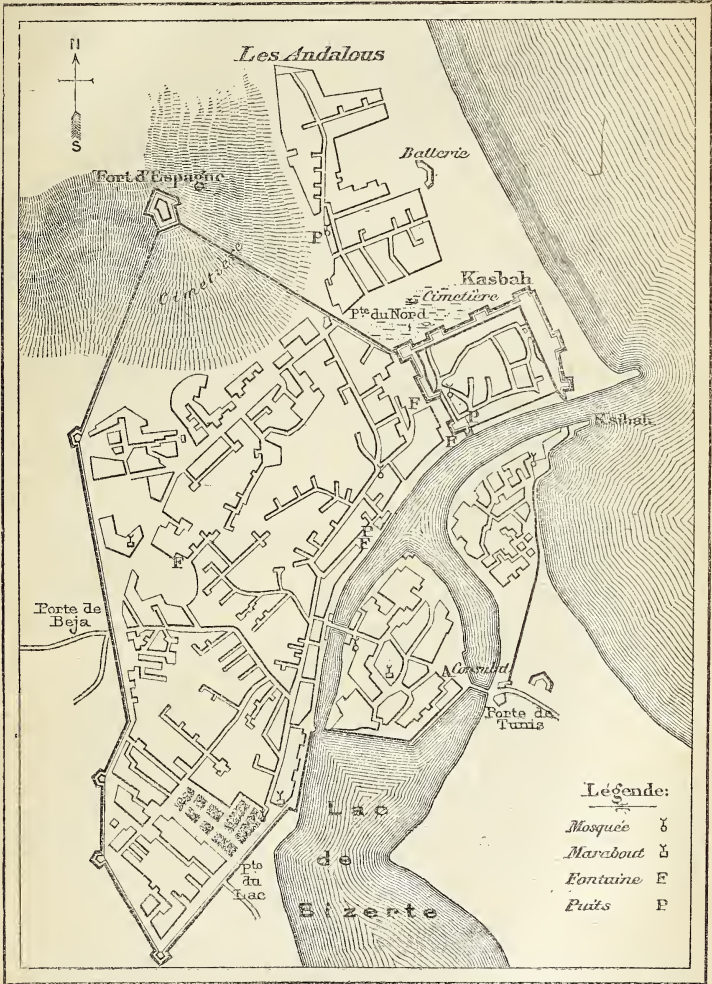 N
Les Andalous
S
Batterie
Fort d'Espagne
P
Cimetière
Kasbah
Cimetière
Pte du Nord
F
P
F
Ksibah
P
F
F
Porte de
Beja
A Consulat
Porte de
Tunis
Lac
de
Bizerte
Pte
du
Lac
Légende:
Mosquée
Marabout
Fontaine F
Puits P